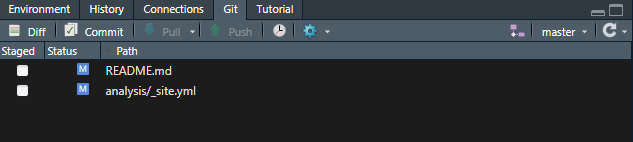 Environment History Connections Git Tutorial
Diff Commit Pull Push master
Staged Status Path
M README.md
M analysis/_site.yml